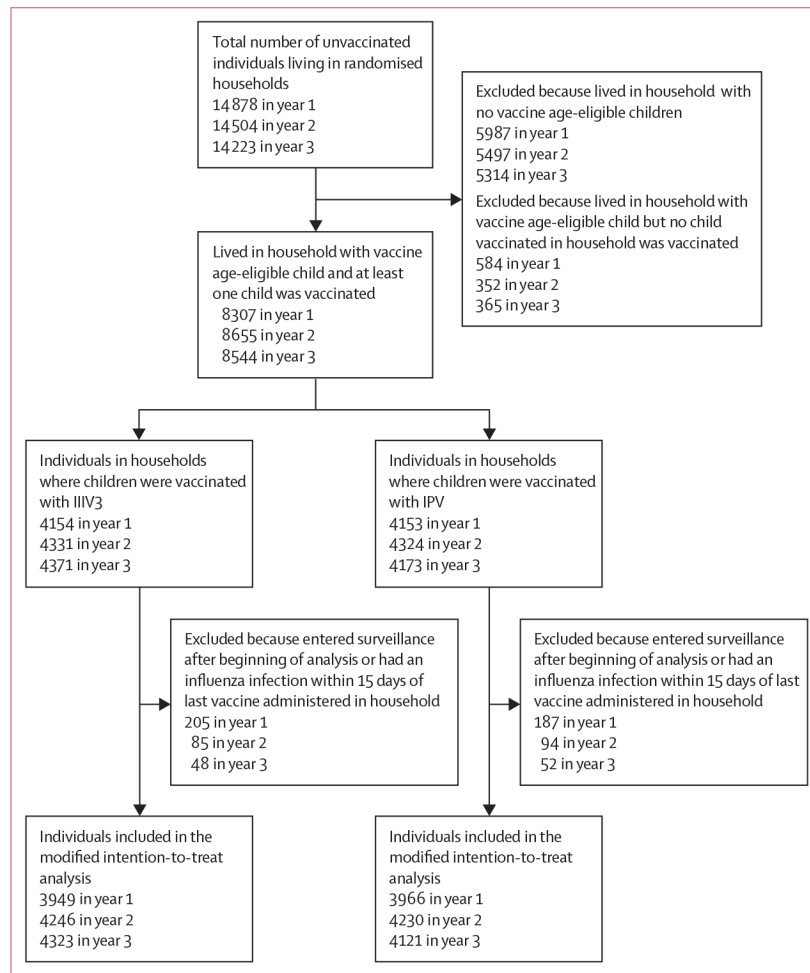 Total number of unvaccinated
individuals living in randomised
households
14 878 in year 1
14 504 in year 2
14 223 in year 3
Excluded because lived in household with
no vaccine age-eligible children
5987 in year 1
5497 in year 2
5314 in year 3
Excluded because lived in household with
vaccine age-eligible child but no child
vaccinated in household was vaccinated
584 in year 1
352 in year 2
365 in year 3
Lived in household with vaccine
age-eligible child and at least
one child was vaccinated
8307 in year 1
8655 in year 2
8544 in year 3
Individuals in households
where children were vaccinated
with IIIV3
4154 in year 1
4331 in year 2
4371 in year 3
Individuals in households
where children were vaccinated
with IPV
4153 in year 1
4324 in year 2
4173 in year 3
Excluded because entered surveillance
after beginning of analysis or had an
influenza infection within 15 days of
last vaccine administered in household
205 in year 1
85 in year 2
48 in year 3
Excluded because entered surveillance
after beginning of analysis or had an
influenza infection within 15 days of last
vaccine administered in household
187 in year 1
94 in year 2
52 in year 3
Individuals included in the
modified intention-to-treat
analysis
3949 in year 1
4246 in year 2
4323 in year 3
Individuals included in the
modified intention-to-treat
analysis
3966 in year 1
4230 in year 2
4121 in year 3